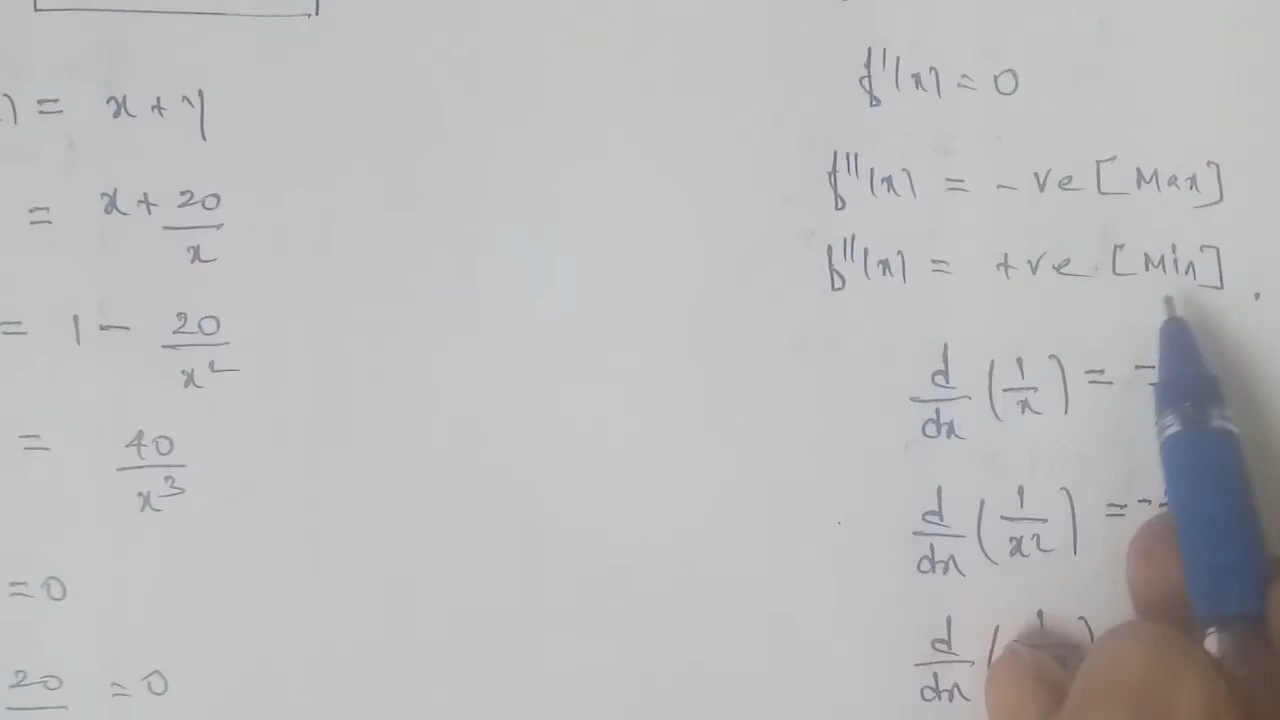 ) = x + y
= x + 20/x
= 1 - 20/x²
= 40/x³
= 0
20 = 0
f'(x) = 0
f''(x) = -ve [Max]
f''(x) = +ve [Min]
d/dx (1/x) = -
d/dx (1/x²) = -
d/dx (1